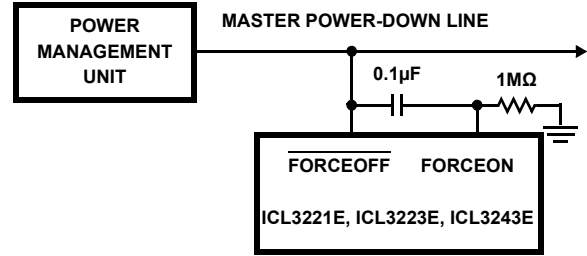 POWER
MANAGEMENT
UNIT
MASTER POWER-DOWN LINE
0.1μF
1MΩ
FORCEOFF FORCEON
ICL3221E, ICL3223E, ICL3243E